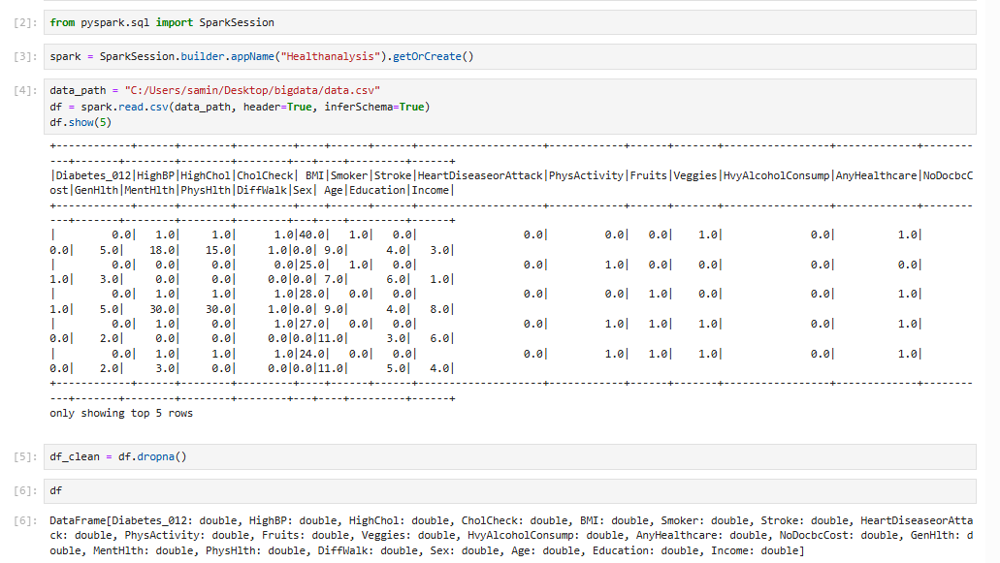 [2]: from pyspark.sql import SparkSession
[3]: spark = SparkSession.builder.appName("Healthanalysis").getOrCreate()
[4]: data_path = "C:/Users/samin/Desktop/bigdata/data.csv"
df = spark.read.csv(data_path, header=True, inferSchema=True)
df.show(5)
+------------+------+--------+---------+----+------+------+--------------------+------------+------+-------+-----------------+-------------+--------
---+-------+--------+--------+--------+---+----+---------+------+
|Diabetes_012|HighBP|HighChol|CholCheck| BMI|Smoker|Stroke|HeartDiseaseorAttack|PhysActivity|Fruits|Veggies|HvyAlcoholConsump|AnyHealthcare|NoDocbcC
ost|GenHlth|MentHlth|PhysHlth|DiffWalk|Sex| Age|Education|Income|
+------------+------+--------+---------+----+------+------+--------------------+------------+------+-------+-----------------+-------------+--------
---+-------+--------+--------+--------+---+----+---------+------+
|         0.0|   1.0|     1.0|      1.0|40.0|   1.0|   0.0|                 0.0|         0.0|   0.0|    1.0|              0.0|          1.0|
0.0|    5.0|    18.0|    15.0|     1.0|0.0| 9.0|      4.0|   3.0|
|         0.0|   0.0|     0.0|      0.0|25.0|   1.0|   0.0|                 0.0|         1.0|   0.0|    0.0|              0.0|          0.0|
1.0|    3.0|     0.0|     0.0|     0.0|0.0| 7.0|      6.0|   1.0|
|         0.0|   1.0|     1.0|      1.0|28.0|   0.0|   0.0|                 0.0|         0.0|   1.0|    0.0|              0.0|          1.0|
1.0|    5.0|    30.0|    30.0|     1.0|0.0| 9.0|      4.0|   8.0|
|         0.0|   1.0|     0.0|      1.0|27.0|   0.0|   0.0|                 0.0|         1.0|   1.0|    1.0|              0.0|          1.0|
0.0|    2.0|     0.0|     0.0|     0.0|0.0|11.0|      3.0|   6.0|
|         0.0|   1.0|     1.0|      1.0|24.0|   0.0|   0.0|                 0.0|         1.0|   1.0|    1.0|              0.0|          1.0|
0.0|    2.0|     3.0|     0.0|     0.0|0.0|11.0|      5.0|   4.0|
+------------+------+--------+---------+----+------+------+--------------------+------------+------+-------+-----------------+-------------+--------
---+-------+--------+--------+--------+---+----+---------+------+
only showing top 5 rows
[5]: df_clean = df.dropna()
[6]: df
[6]: DataFrame[Diabetes_012: double, HighBP: double, HighChol: double, CholCheck: double, BMI: double, Smoker: double, Stroke: double, HeartDiseaseorAtta
ck: double, PhysActivity: double, Fruits: double, Veggies: double, HvyAlcoholConsump: double, AnyHealthcare: double, NoDocbcCost: double, GenHlth: d
ouble, MentHlth: double, PhysHlth: double, DiffWalk: double, Sex: double, Age: double, Education: double, Income: double]